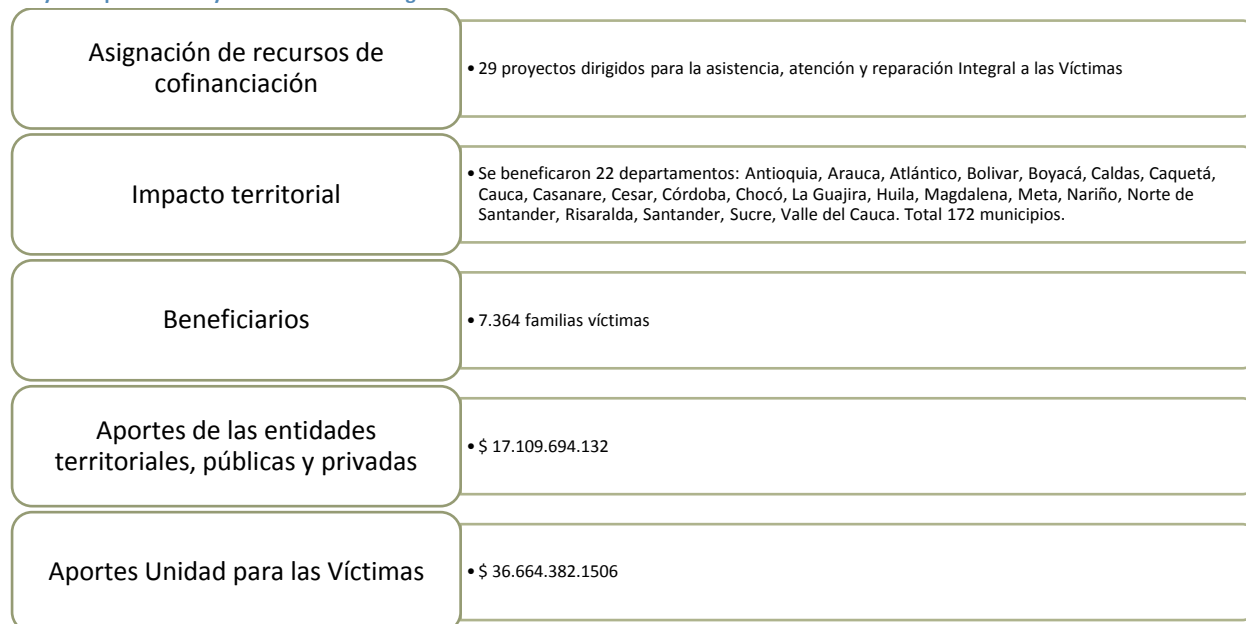 Asignación de recursos de
cofinanciación
• 29 proyectos dirigidos para la asistencia, atención y reparación Integral a las Víctimas
Impacto territorial
• Se beneficaron 22 departamentos: Antioquia, Arauca, Atlántico, Bolivar, Boyacá, Caldas, Caquetá,
Cauca, Casanare, Cesar, Córdoba, Chocó, La Guajira, Huila, Magdalena, Meta, Nariño, Norte de
Santander, Risaralda, Santander, Sucre, Valle del Cauca. Total 172 municipios.
Beneficiarios
• 7.364 familias víctimas
Aportes de las entidades
territoriales, públicas y privadas
• $ 17.109.694.132
Aportes Unidad para las Víctimas
• $ 36.664.382.1506